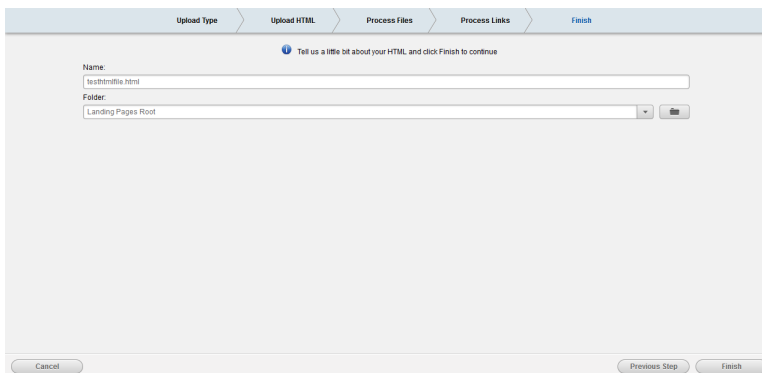 Upload Type Upload HTML Process Files Process Links Finish
Tell us a little bit about your HTML and click Finish to continue
Name:
testhtmlfile.html
Folder:
Landing Pages Root
Cancel Previous Step Finish